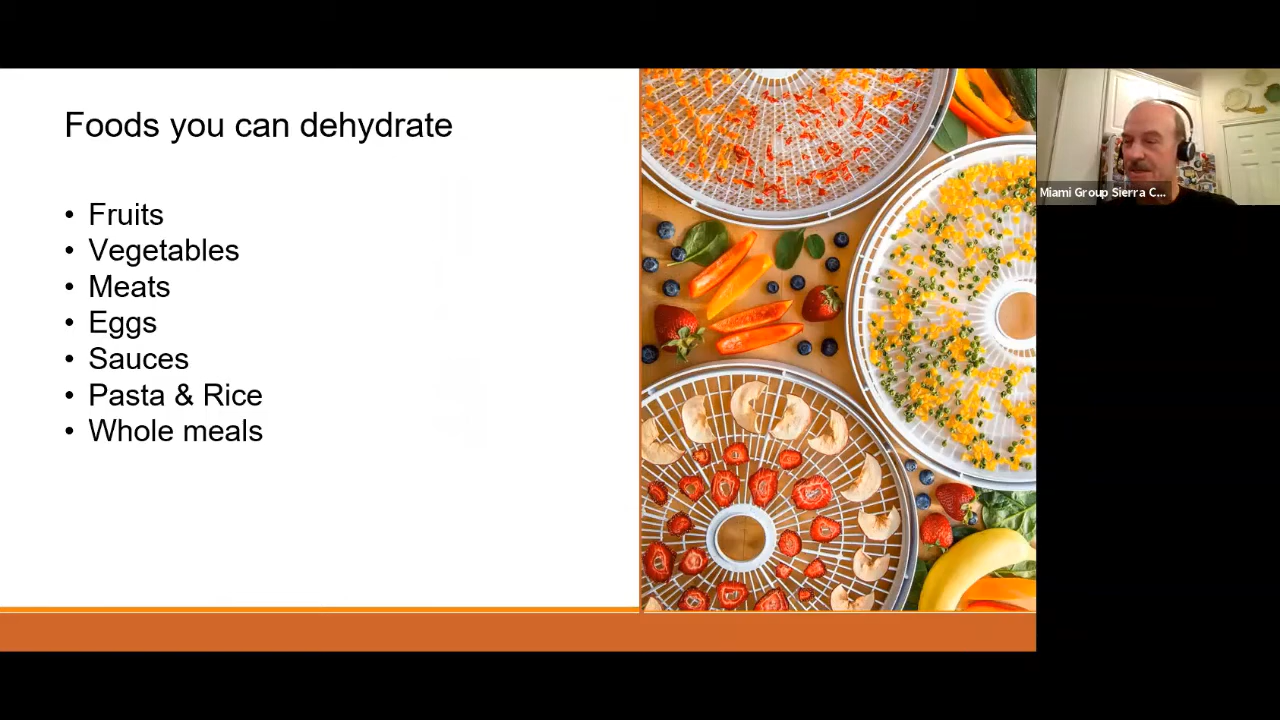 Foods you can dehydrate
• Fruits
• Vegetables
• Meats
• Eggs
• Sauces
• Pasta & Rice
• Whole meals
Miami Group Sierra C...